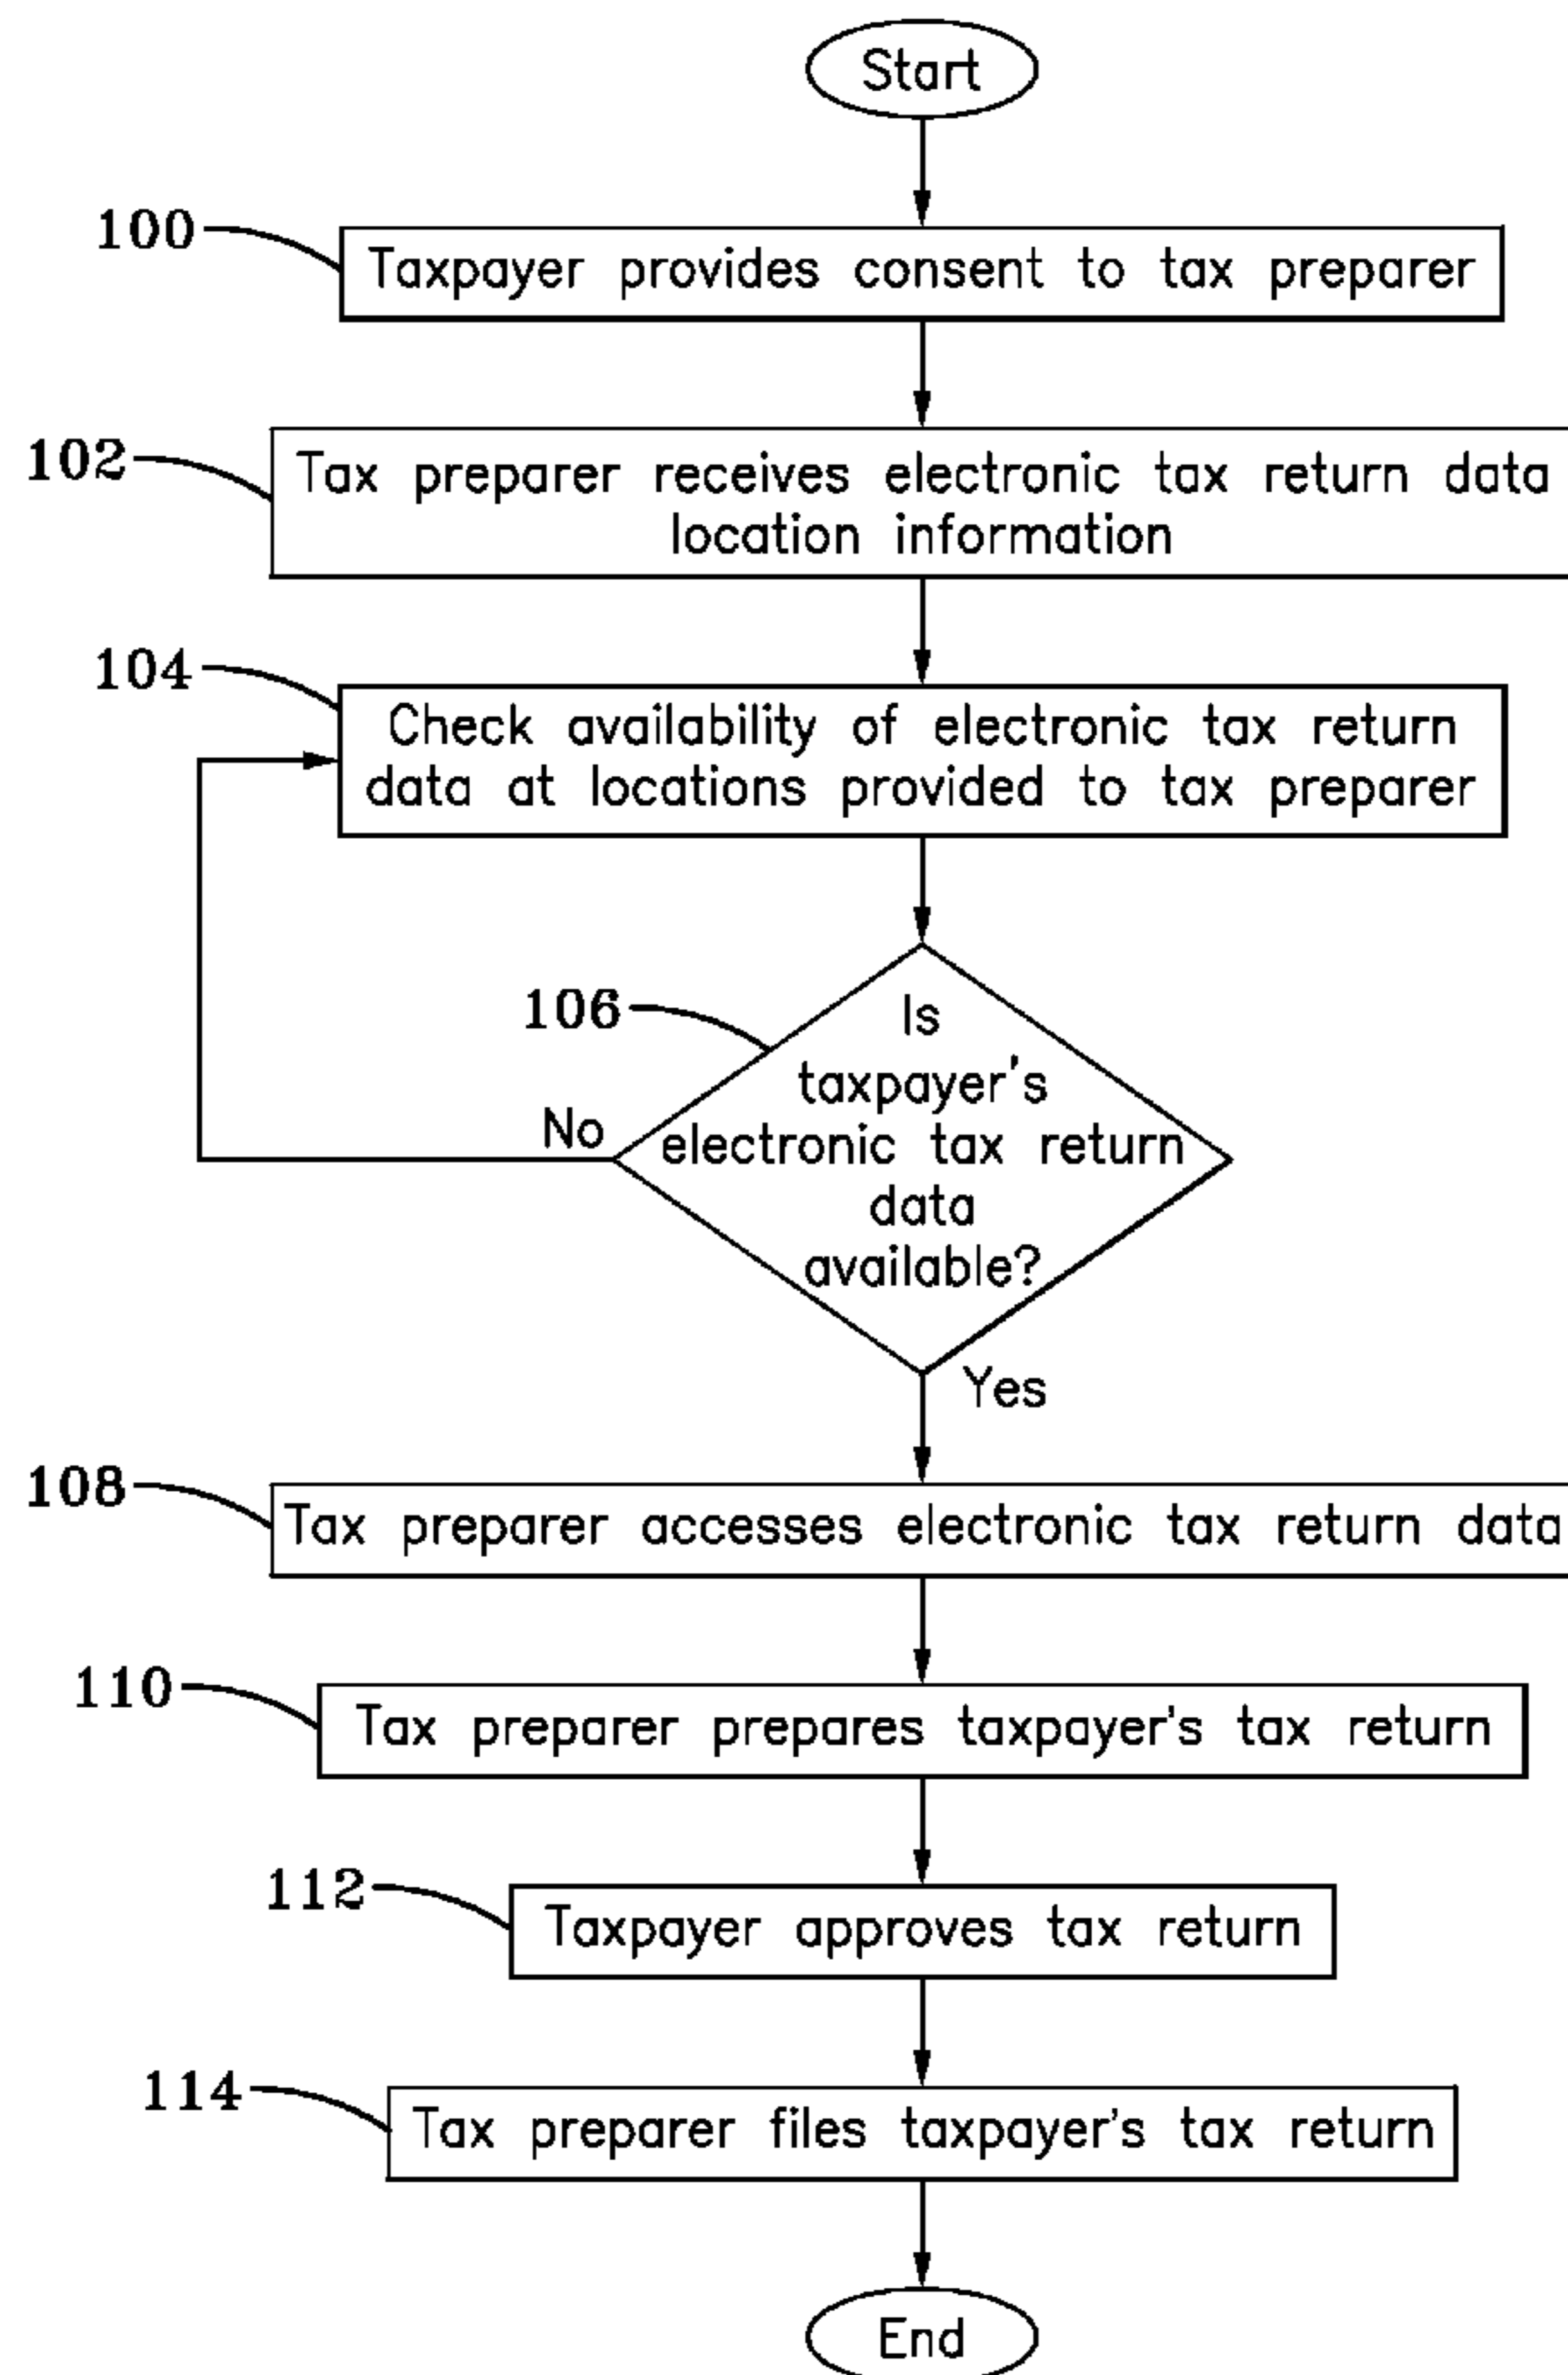 Start
100
Taxpayer provides consent to tax preparer
102
Tax preparer receives electronic tax return data
location information
104
Check availability of electronic tax return
data at locations provided to tax preparer
106
Is
taxpayer's
electronic tax return
data
available?
No
Yes
108
Tax preparer accesses electronic tax return data
110
Tax preparer prepares taxpayer's tax return
112
Taxpayer approves tax return
114
Tax preparer files taxpayer's tax return
End